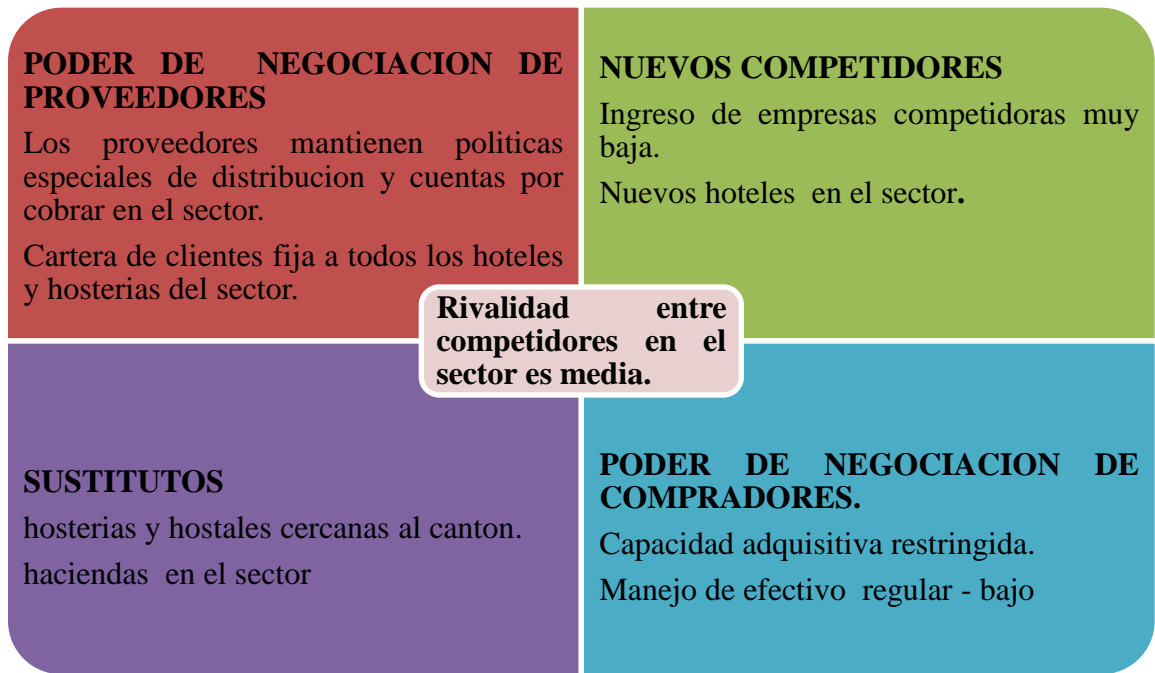 PODER DE NEGOCIACION DE
PROVEEDORES
Los proveedores mantienen politicas
especiales de distribucion y cuentas por
cobrar en el sector.
Cartera de clientes fija a todos los hoteles
y hosterias del sector.
NUEVOS COMPETIDORES
Ingreso de empresas competidoras muy
baja.
Nuevos hoteles en el sector.
Rivalidad entre
competidores en el
sector es media.
SUSTITUTOS
hosterias y hostales cercanas al canton.
haciendas en el sector
PODER DE NEGOCIACION DE
COMPRADORES.
Capacidad adquisitiva restringida.
Manejo de efectivo regular - bajo